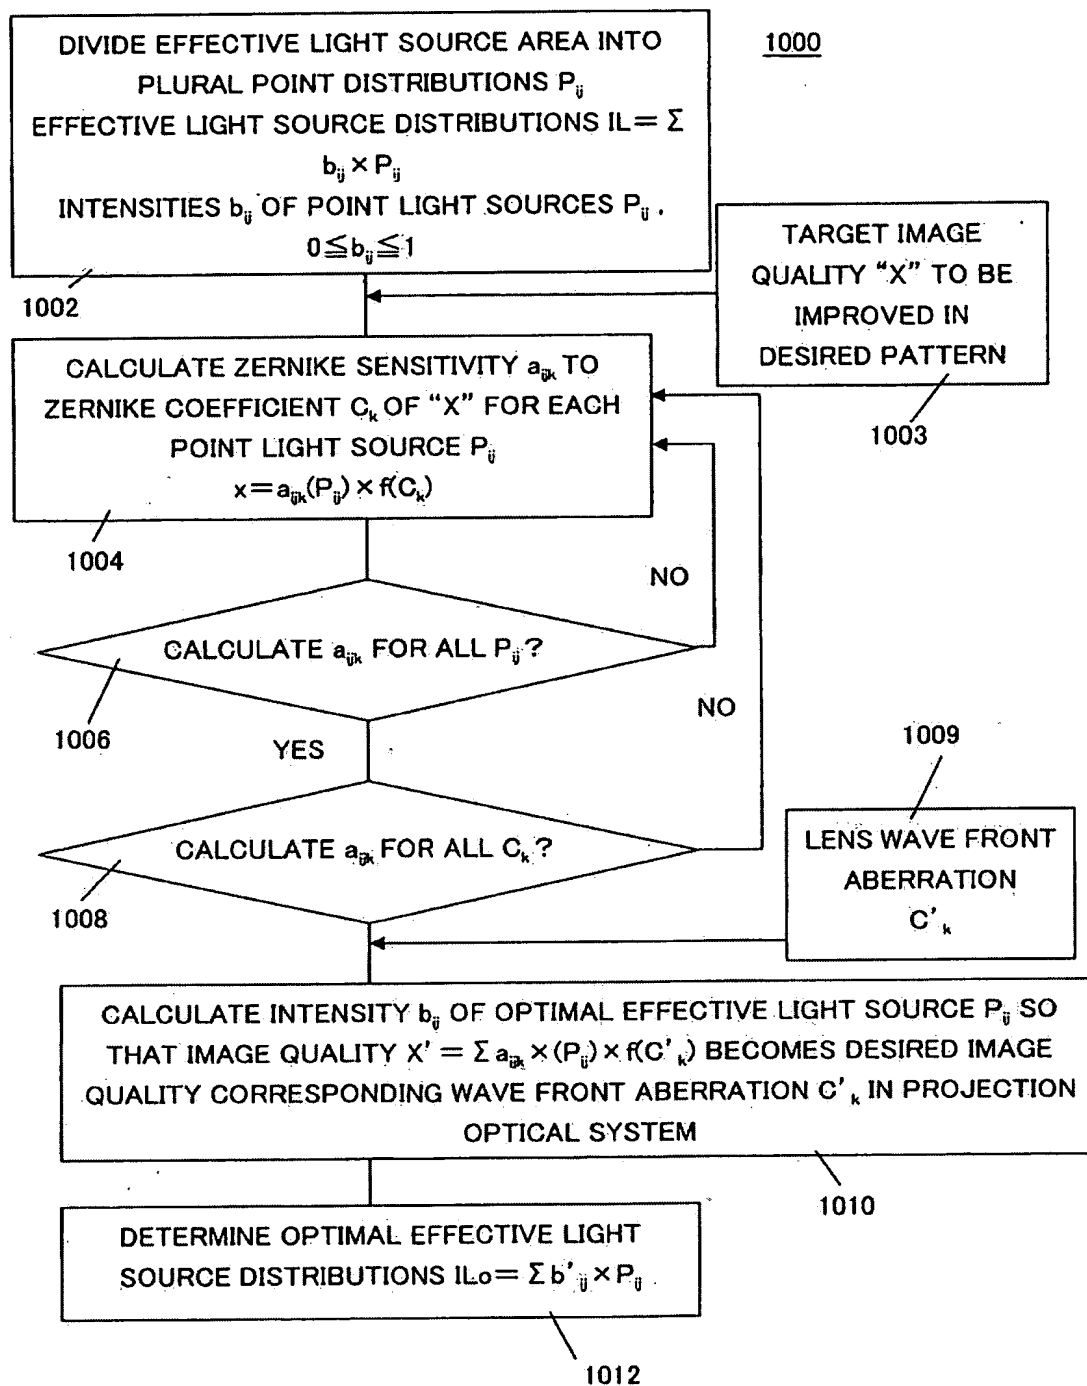 DIVIDE EFFECTIVE LIGHT SOURCE AREA INTO
PLURAL POINT DISTRIBUTIONS Pij
EFFECTIVE LIGHT SOURCE DISTRIBUTIONS IL=Σ
bij × Pij
INTENSITIES bij OF POINT LIGHT SOURCES Pij .
0≦bij≦1
1000
1002
TARGET IMAGE
QUALITY “X” TO BE
IMPROVED IN
DESIRED PATTERN
1003
CALCULATE ZERNIKE SENSITIVITY aijk TO
ZERNIKE COEFFICIENT Ck OF “X” FOR EACH
POINT LIGHT SOURCE Pij
x=aijk(Pij)×f(Ck)
1004
NO
CALCULATE aijk FOR ALL Pij?
1006
YES
NO
CALCULATE aijk FOR ALL Ck?
1008
1009
LENS WAVE FRONT
ABERRATION
C'k
CALCULATE INTENSITY bij OF OPTIMAL EFFECTIVE LIGHT SOURCE Pij SO
THAT IMAGE QUALITY X' = Σ aijk × (Pij) × f(C'k) BECOMES DESIRED IMAGE
QUALITY CORRESPONDING WAVE FRONT ABERRATION C'k IN PROJECTION
OPTICAL SYSTEM
1010
DETERMINE OPTIMAL EFFECTIVE LIGHT
SOURCE DISTRIBUTIONS ILo= Σ b'ij × Pij
1012